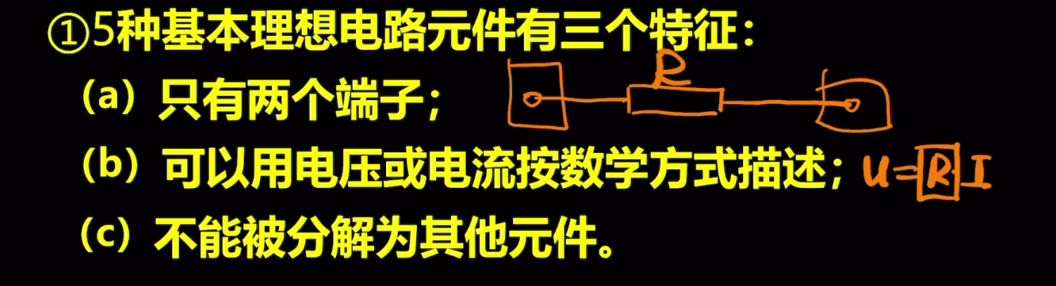 ①5种基本理想电路元件有三个特征：
（a）只有两个端子；
R
（b）可以用电压或电流按数学方式描述；u=RI
（c）不能被分解为其他元件。